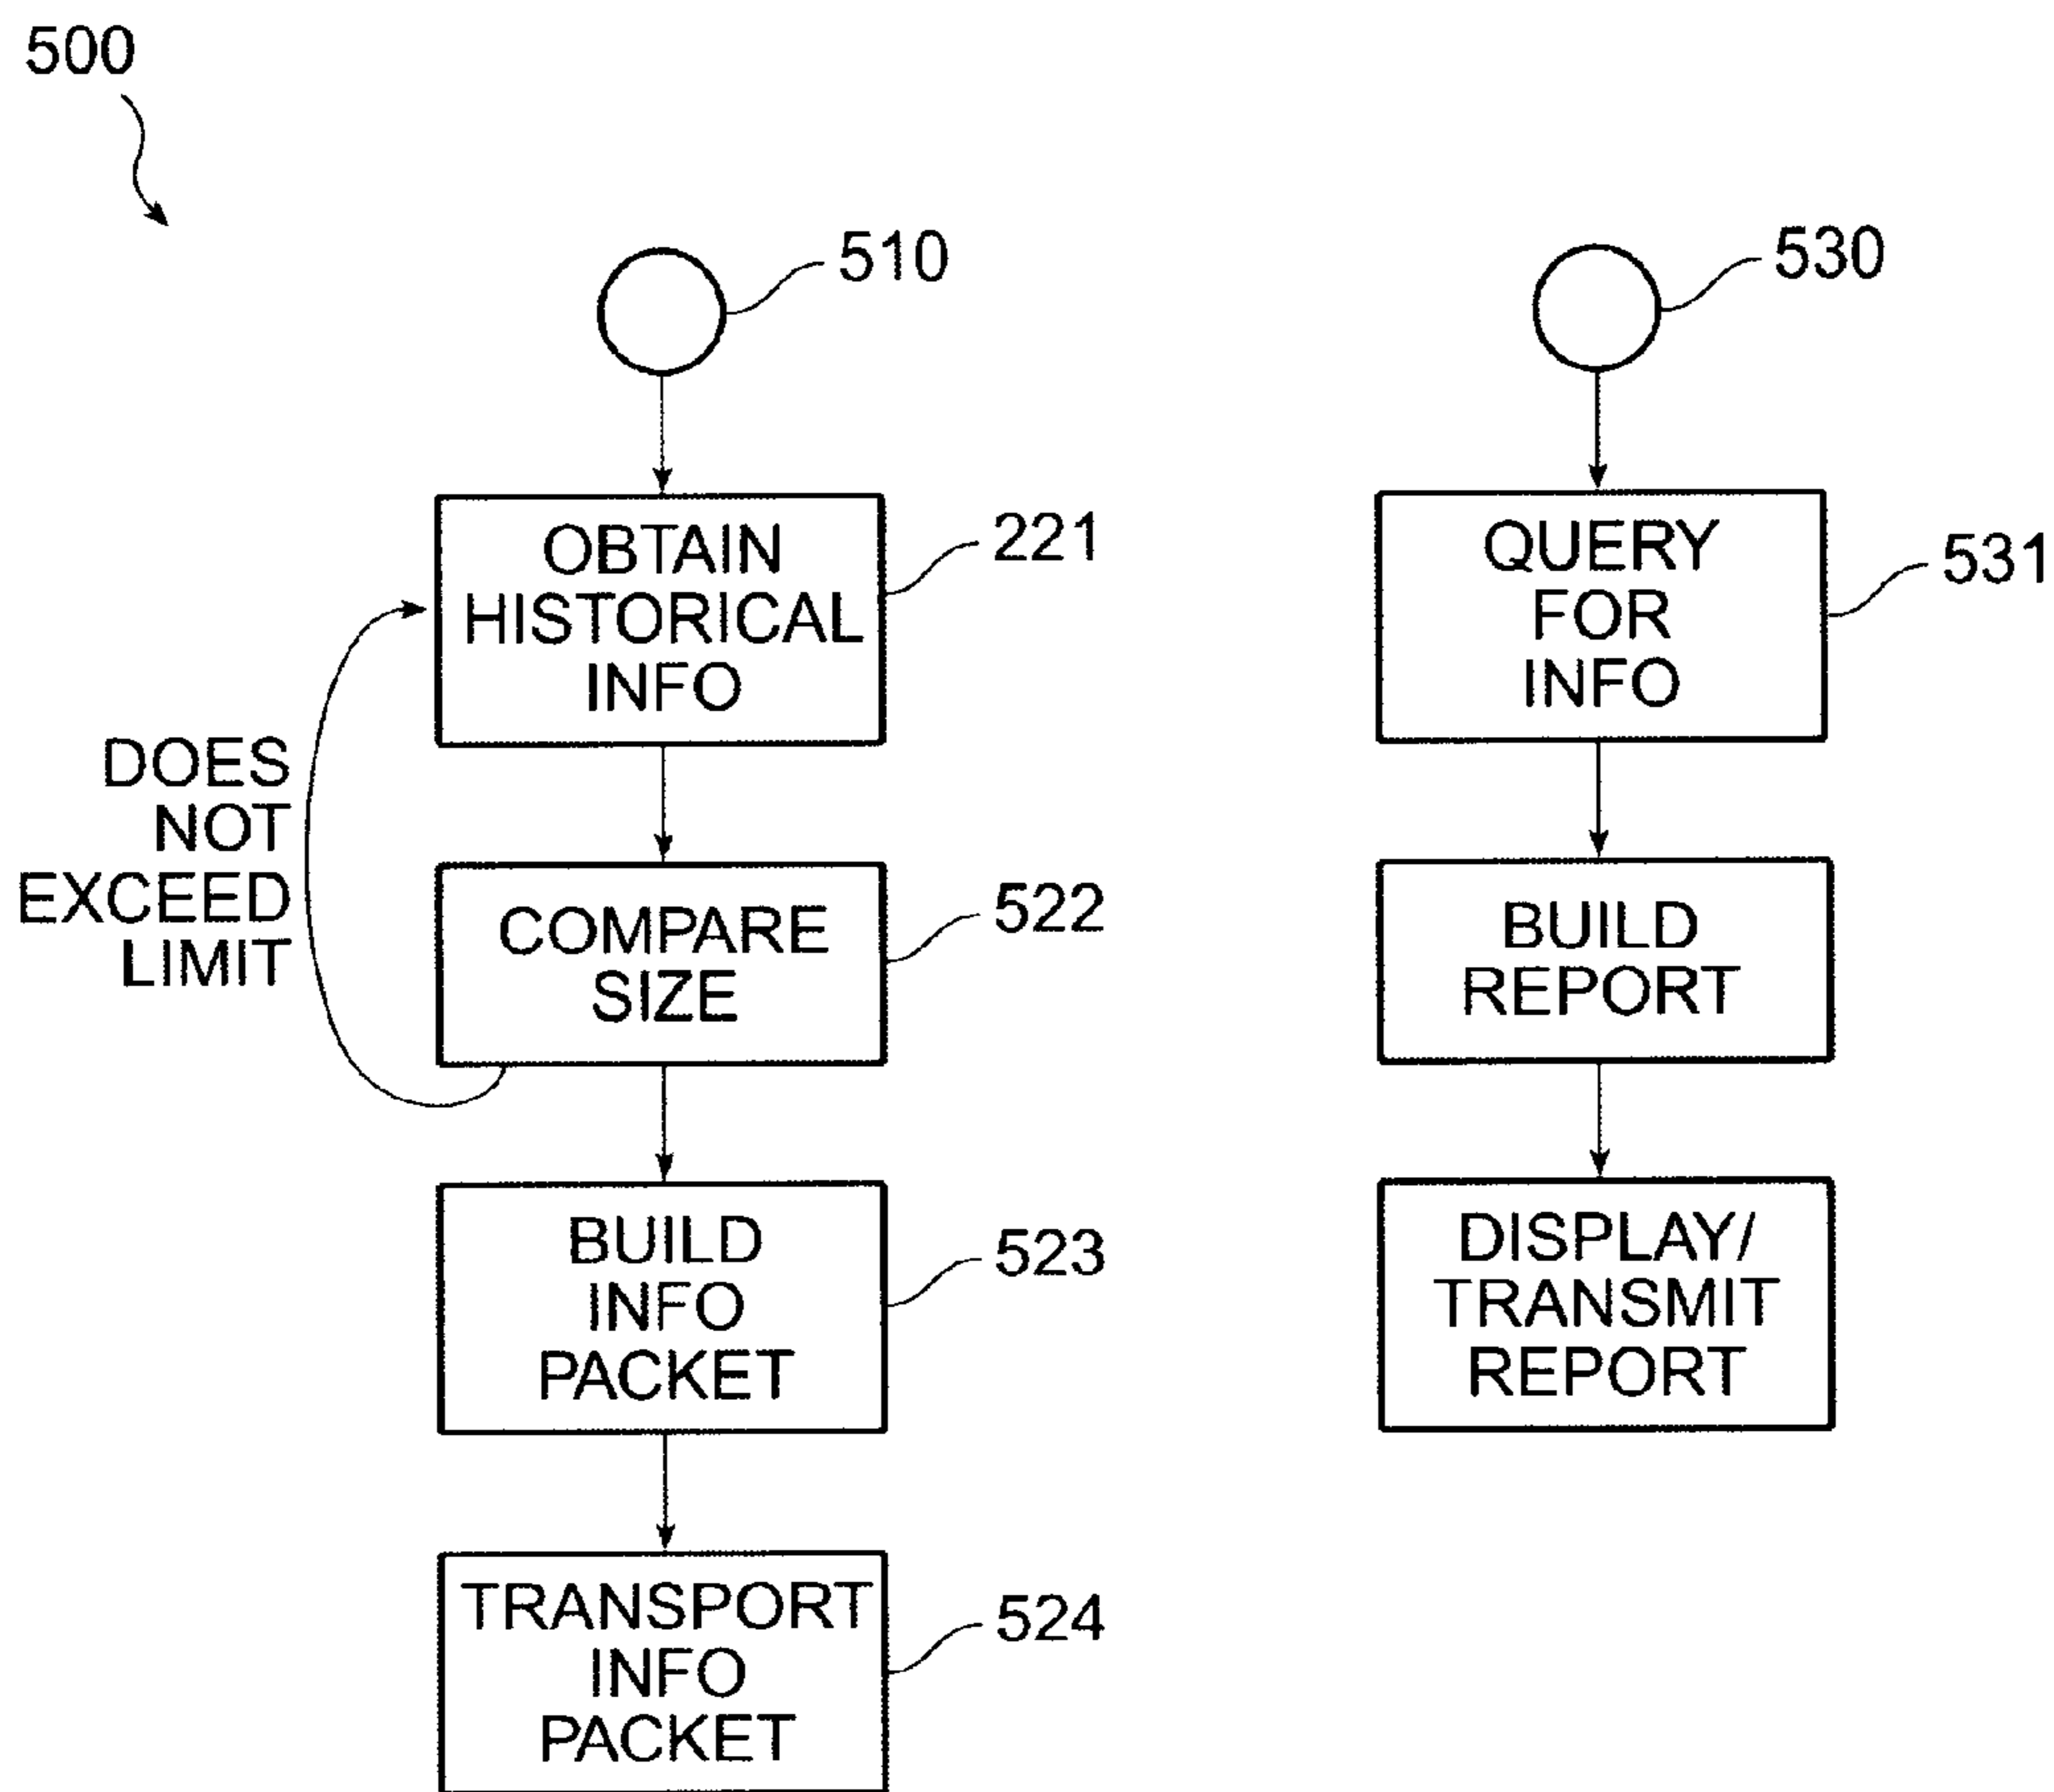 500
510
OBTAIN
HISTORICAL
INFO
221
DOES
NOT
EXCEED
LIMIT
COMPARE
SIZE
522
BUILD
INFO
PACKET
523
TRANSPORT
INFO
PACKET
524
530
QUERY
FOR
INFO
531
BUILD
REPORT
DISPLAY/
TRANSMIT
REPORT